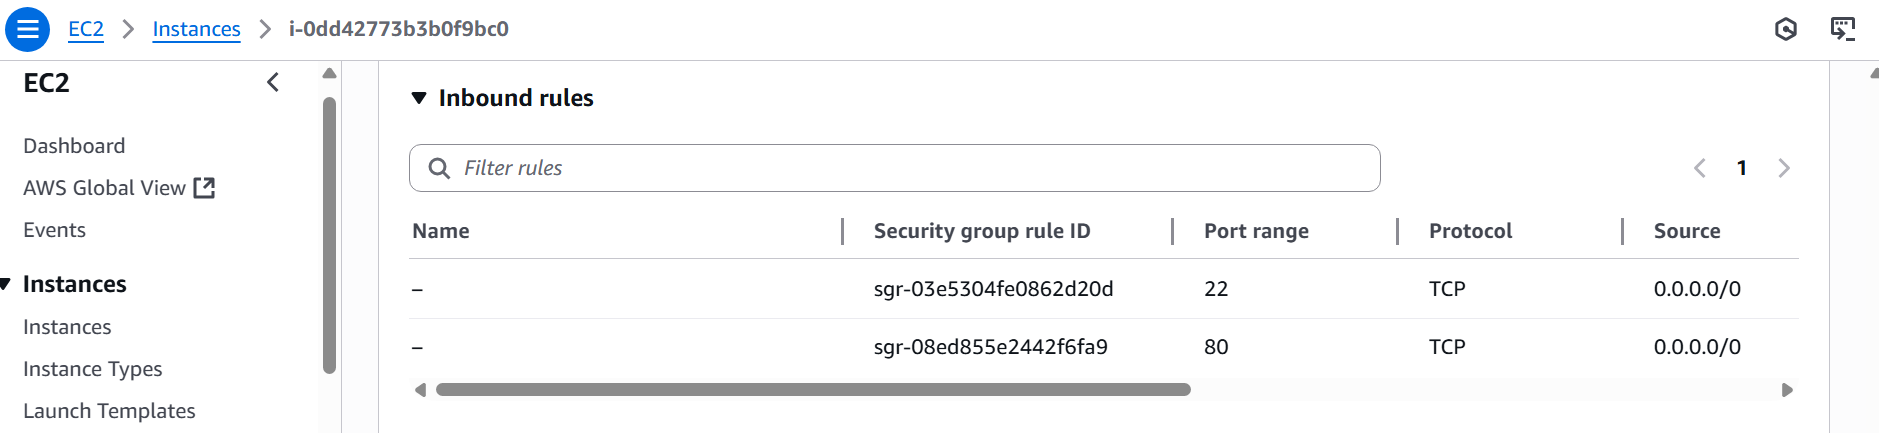 EC2 Instances i-0dd42773b3b0f9bc0
EC2
Dashboard
AWS Global View
Events
Instances
Instances
Instance Types
Launch Templates
Inbound rules
Filter rules
1
Name Security group rule ID Port range Protocol Source
– sgr-03e5304fe0862d20d 22 TCP 0.0.0.0/0
– sgr-08ed855e2442f6fa9 80 TCP 0.0.0.0/0